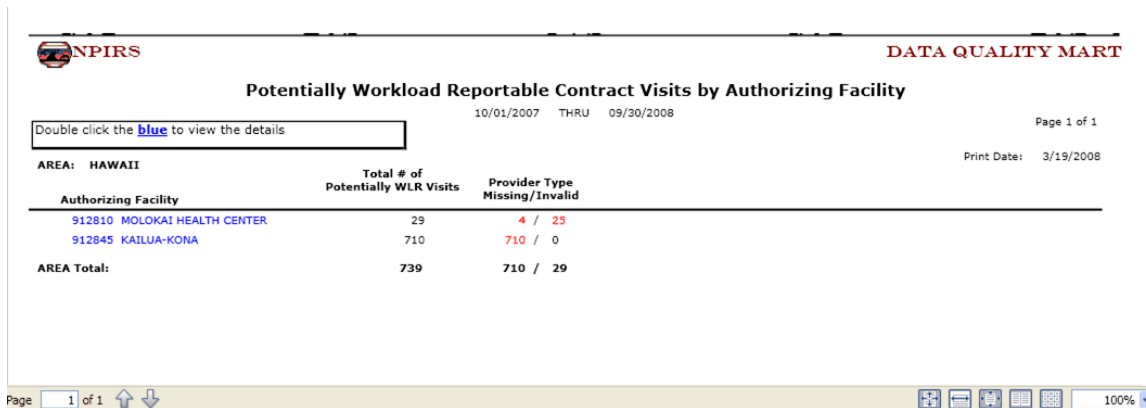 NPIRS
DATA QUALITY MART
Potentially Workload Reportable Contract Visits by Authorizing Facility
10/01/2007 THRU 09/30/2008
Page 1 of 1
Double click the blue to view the details
Print Date: 3/19/2008
AREA: HAWAII
Total # of
Potentially WLR Visits
Provider Type
Missing/Invalid
Authorizing Facility
912810 MOLOKAI HEALTH CENTER 29 4 / 25
912845 KAILUA-KONA 710 710 / 0
AREA Total: 739 710 / 29
Page 1 of 1 100%